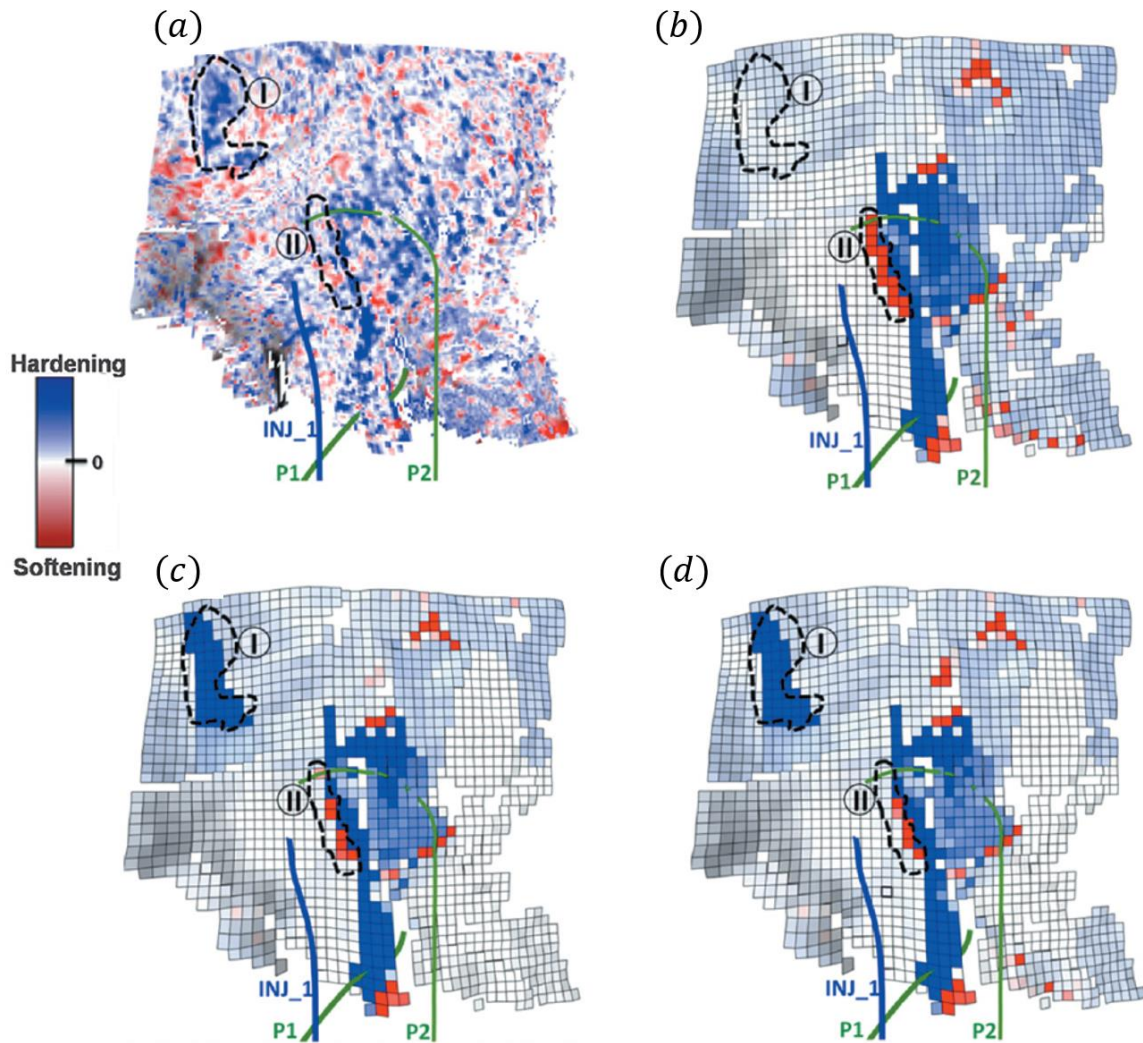 (a)
I
II
INJ_1
P1
P2
(b)
I
II
INJ_1
P1
P2
Hardening
0
Softening
(c)
I
II
INJ_1
P1
P2
(d)
I
II
INJ_1
P1
P2